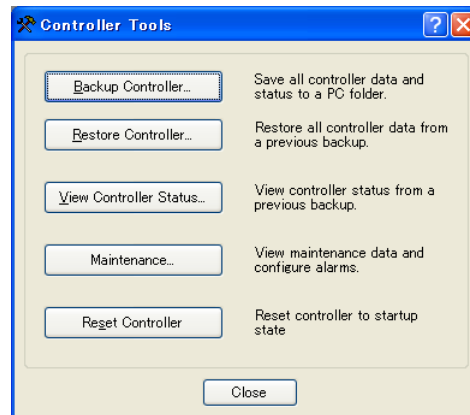 Controller Tools
Backup Controller...
Save all controller data and
status to a PC folder.
Restore Controller...
Restore all controller data from
a previous backup.
View Controller Status...
View controller status from a
previous backup.
Maintenance...
View maintenance data and
configure alarms.
Reset Controller
Reset controller to startup
state
Close